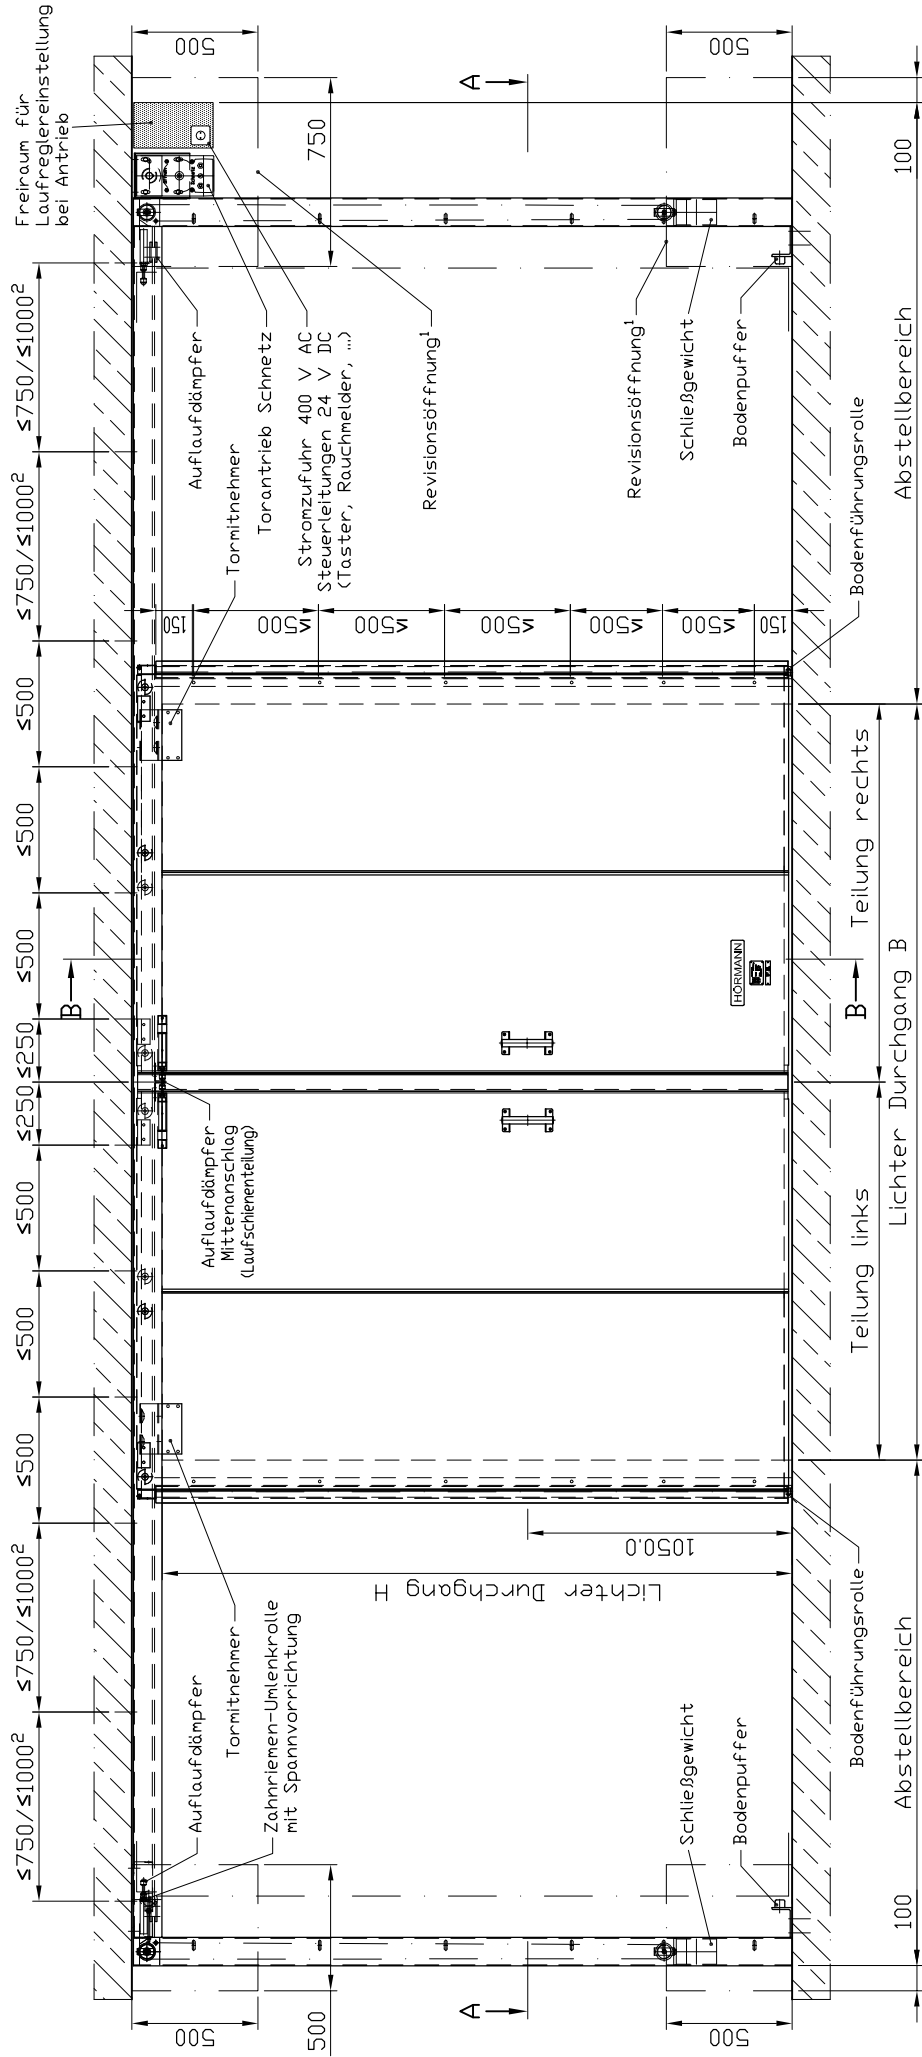 ≤750/≤1000²
≤750/≤1000²
≤500
≤500
≤500
≤250
≤250
≤500
≤500
≤500
≤750/≤1000²
≤750/≤1000²
Freiraum für
Laufreglereinstellung
bei Antrieb
B
500
500
500
750
Auflaufdämpfer
Tormitnehmer
Zahnriemen-Umlenkrolle
mit Spannvorrichtung
Auflaufdämpfer
Mittenanschlag
(Laufschienenteilung)
Auflaufdämpfer
Tormitnehmer
Torantrieb Schnetz
Stromzufuhr 400 V AC
Steuerleitungen 24 V DC
(Taster, Rauchmelder, ...)
Revisionsöffnung¹
150
≤500
≤500
≤500
≤500
≤500
150
Lichter Durchgang H
1050.0
A
A
Revisionsöffnung¹
Schließgewicht
Bodenpuffer
HÖRMANN
Schließgewicht
Bodenpuffer
500
500
B
Bodenführungsrolle
Teilung links
Teilung rechts
Bodenführungsrolle
100
Abstellbereich
Lichter Durchgang B
Abstellbereich
100